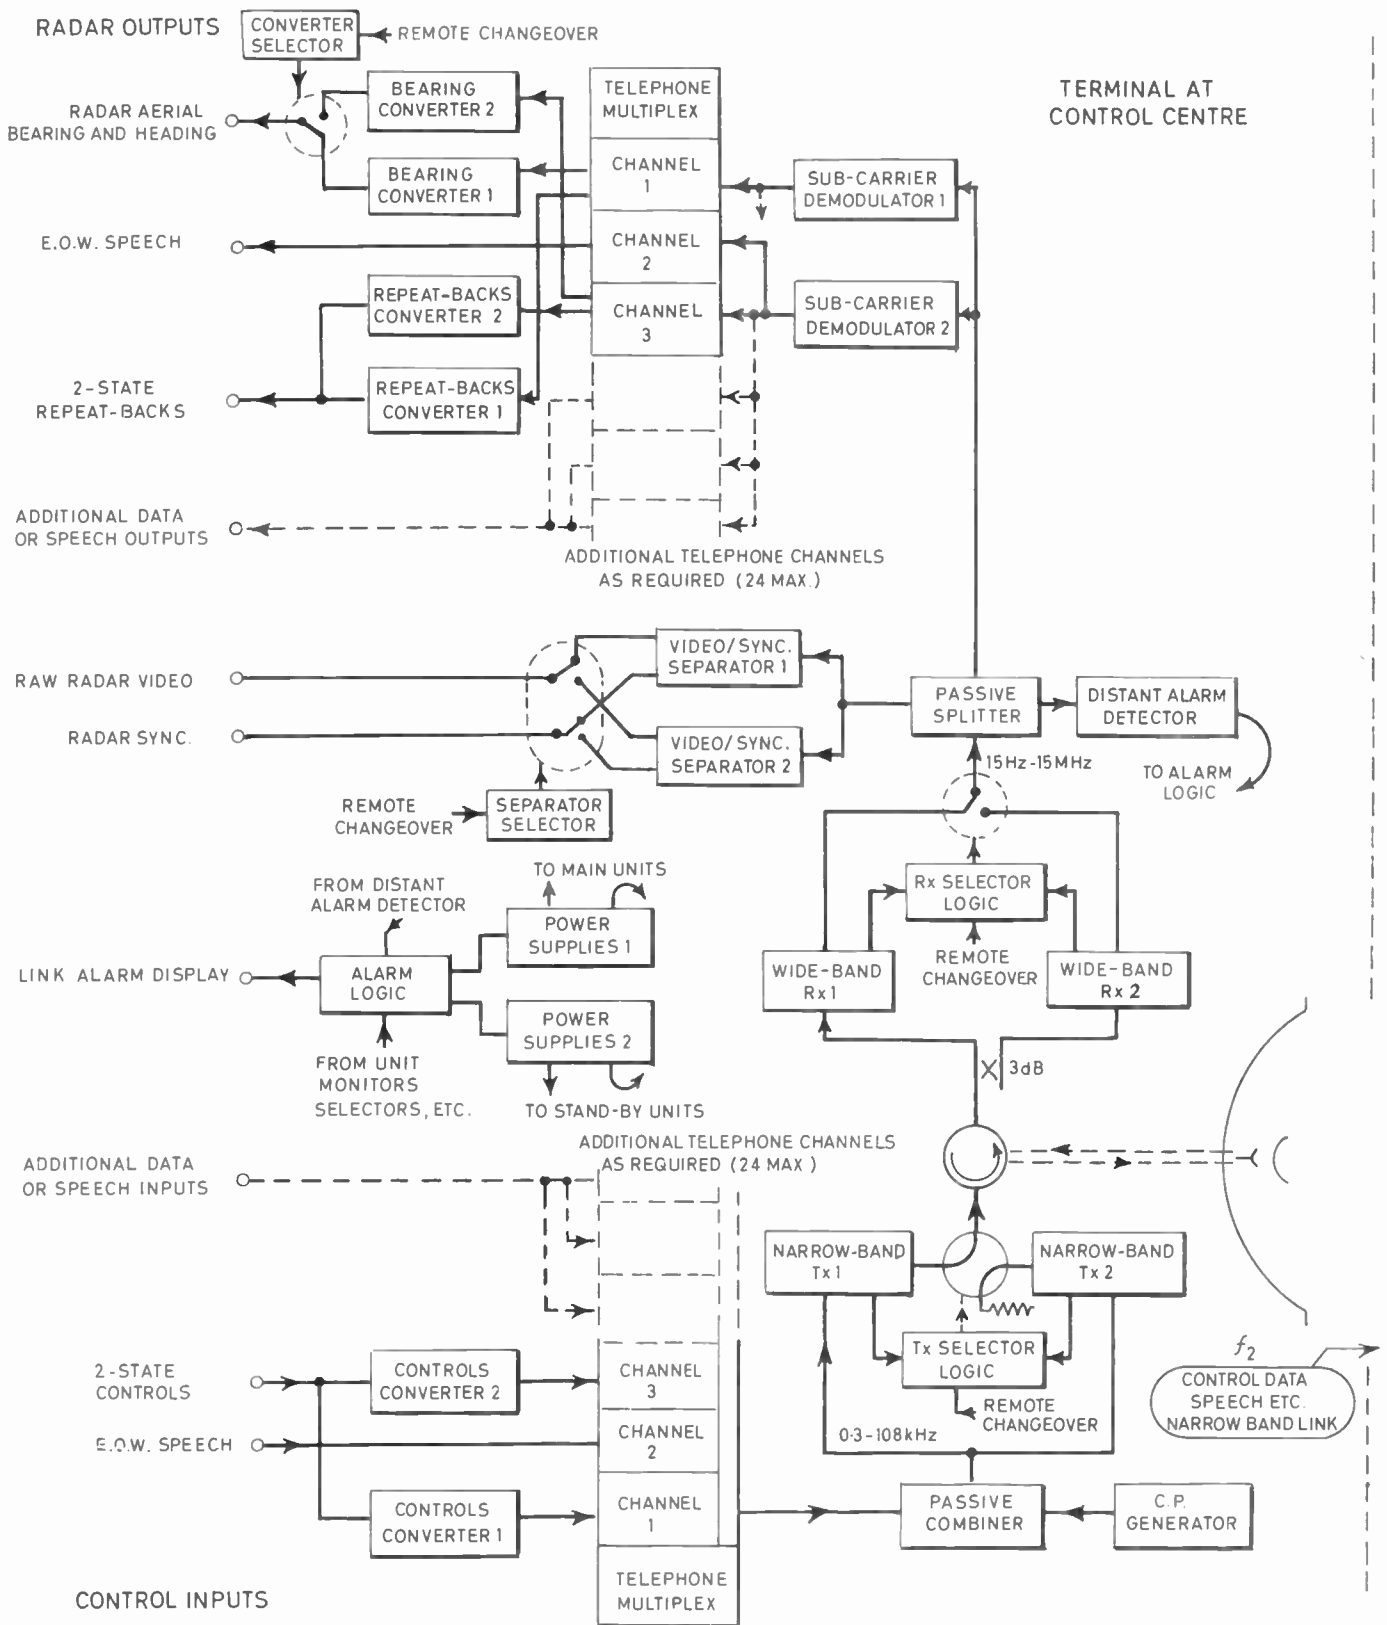 RADAR OUTPUTS
CONVERTER
SELECTOR
REMOTE CHANGEOVER
TERMINAL AT
CONTROL CENTRE
RADAR AERIAL
BEARING AND HEADING
BEARING
CONVERTER 2
TELEPHONE
MULTIPLEX
BEARING
CONVERTER 1
CHANNEL
1
SUB-CARRIER
DEMODULATOR 1
E.O.W. SPEECH
CHANNEL
2
REPEAT-BACKS
CONVERTER 2
CHANNEL
3
SUB-CARRIER
DEMODULATOR 2
2-STATE
REPEAT-BACKS
REPEAT-BACKS
CONVERTER 1
ADDITIONAL DATA
OR SPEECH OUTPUTS
ADDITIONAL TELEPHONE CHANNELS
AS REQUIRED (24 MAX.)
RAW RADAR VIDEO
VIDEO/SYNC.
SEPARATOR 1
PASSIVE
SPLITTER
DISTANT ALARM
DETECTOR
RADAR SYNC.
VIDEO/SYNC.
SEPARATOR 2
15Hz-15MHz
TO ALARM
LOGIC
REMOTE
CHANGEOVER
SEPARATOR
SELECTOR
FROM DISTANT
ALARM DETECTOR
TO MAIN UNITS
Rx SELECTOR
LOGIC
POWER
SUPPLIES 1
REMOTE
CHANGEOVER
LINK ALARM DISPLAY
ALARM
LOGIC
WIDE-BAND
Rx 1
WIDE-BAND
Rx 2
POWER
SUPPLIES 2
FROM UNIT
MONITORS
SELECTORS, ETC.
TO STAND-BY UNITS
3dB
ADDITIONAL TELEPHONE CHANNELS
AS REQUIRED (24 MAX)
ADDITIONAL DATA
OR SPEECH INPUTS
NARROW-BAND
Tx 1
NARROW-BAND
Tx 2
Tx SELECTOR
LOGIC
2-STATE
CONTROLS
CONTROLS
CONVERTER 2
CHANNEL
3
f2
CONTROL DATA
SPEECH ETC.
NARROW BAND LINK
REMOTE
CHANGEOVER
E.O.W. SPEECH
CHANNEL
2
0·3-108kHz
CONTROLS
CONVERTER 1
CHANNEL
1
PASSIVE
COMBINER
C.P.
GENERATOR
CONTROL INPUTS
TELEPHONE
MULTIPLEX